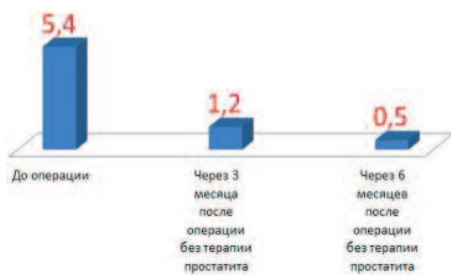 5,4
1,2
0,5
До операции
Через 3
месяца
после
операции
без терапии
простатита
Через 6
месяцев
после
операции
без терапии
простатита